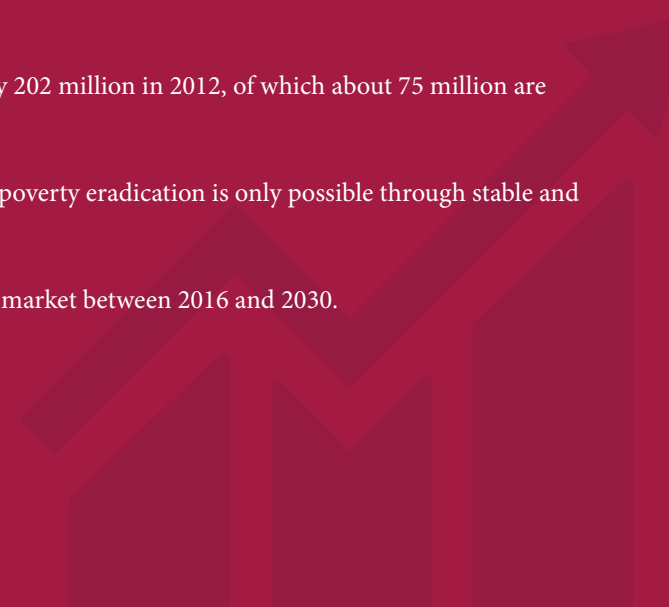 202 million in 2012, of which about 75 million are
poverty eradication is only possible through stable and
market between 2016 and 2030.